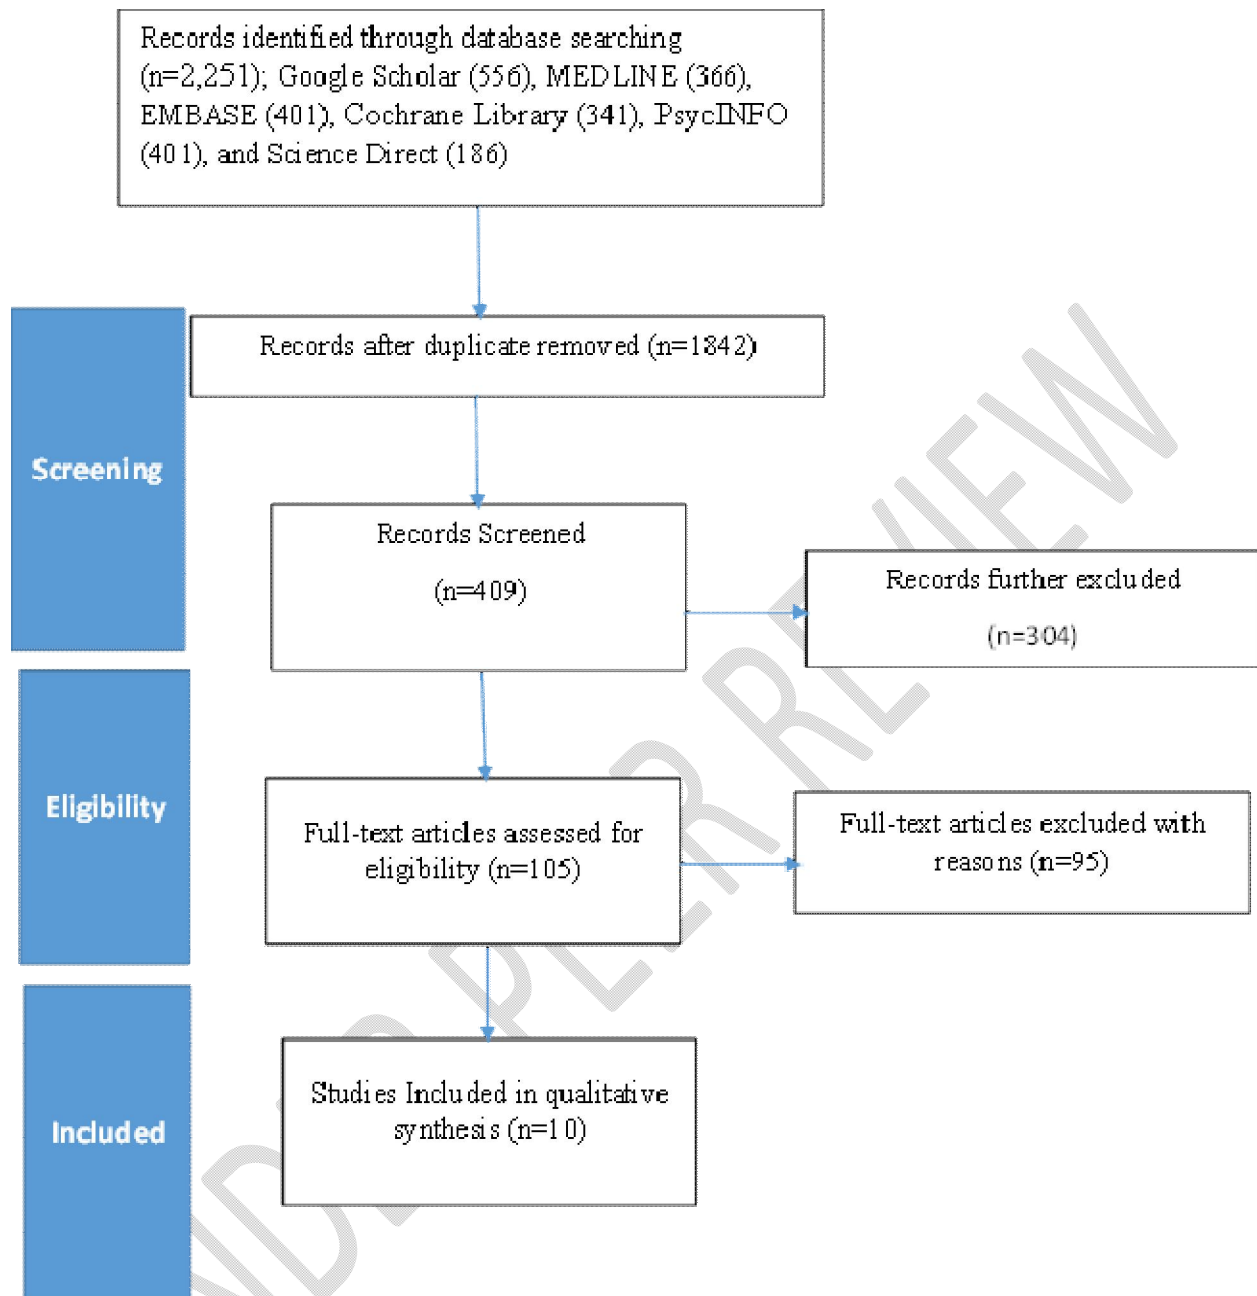 Records identified through database searching
(n=2,251); Google Scholar (556), MEDLINE (366),
EMBASE (401), Cochrane Library (341), PsycINFO
(401), and Science Direct (186)
Records after duplicate removed (n=1842)
Screening
Records Screened
(n=409)
Records further excluded
(n=304)
Eligibility
Full-text articles assessed for
eligibility (n=105)
Full-text articles excluded with
reasons (n=95)
Included
Studies Included in qualitative
synthesis (n=10)
NDER PEER REVIEW